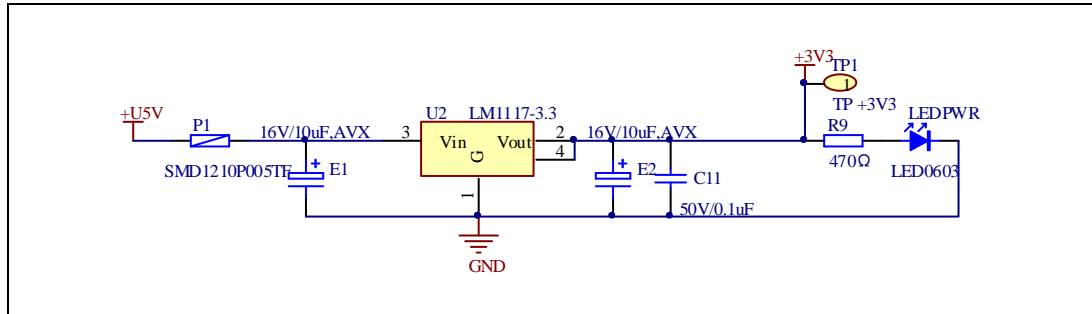 +3V3
TP1
1
TP +3V3
+U5V
P1
U2
LM1117-3.3
R9
LEDPWR
16V/10uF,AVX
3
Vin
G
Vout
2
4
16V/10uF,AVX
470Ω
SMD1210P005TF
E1
E2
C11
LED0603
1
50V/0.1uF
GND